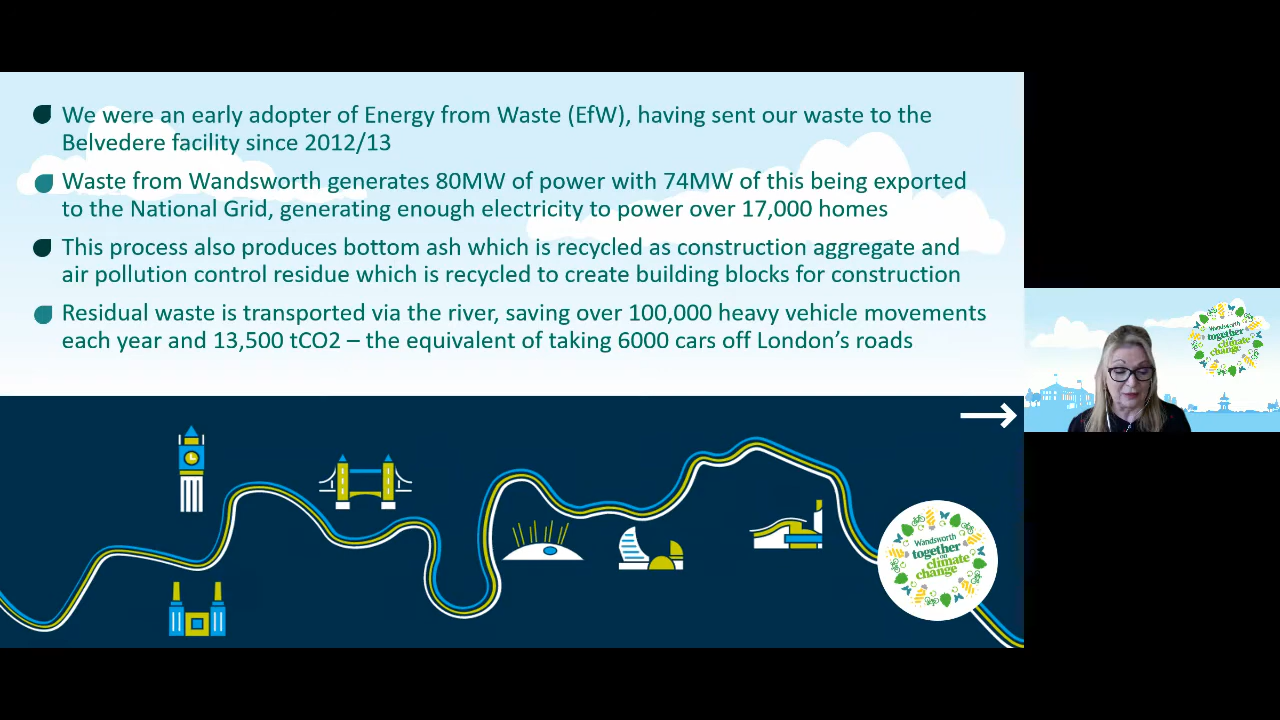 We were an early adopter of Energy from Waste (EfW), having sent our waste to the
Belvedere facility since 2012/13
Waste from Wandsworth generates 80MW of power with 74MW of this being exported
to the National Grid, generating enough electricity to power over 17,000 homes
This process also produces bottom ash which is recycled as construction aggregate and
air pollution control residue which is recycled to create building blocks for construction
Residual waste is transported via the river, saving over 100,000 heavy vehicle movements
each year and 13,500 tCO2 – the equivalent of taking 6000 cars off London's roads
Wandsworth
together
on
climate
change
Wandsworth
together
on
climate
change